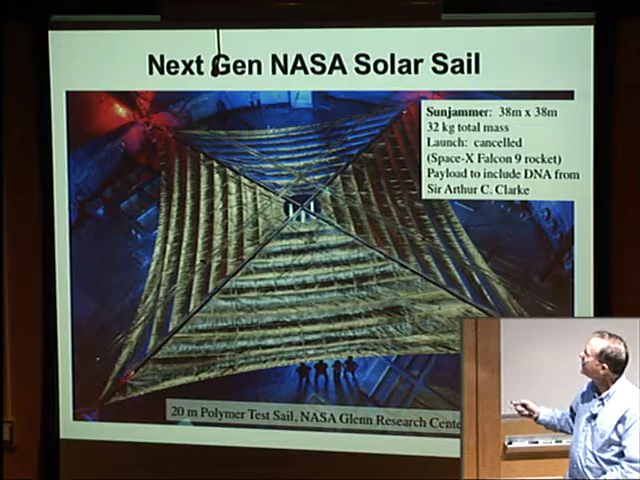 Next Gen NASA Solar Sail
Sunjammer: 38m x 38m
32 kg total mass
Launch: cancelled
(Space-X Falcon 9 rocket)
Payload to include DNA from
Sir Arthur C. Clarke
20 m Polymer Test Sail, NASA Glenn Research Cente